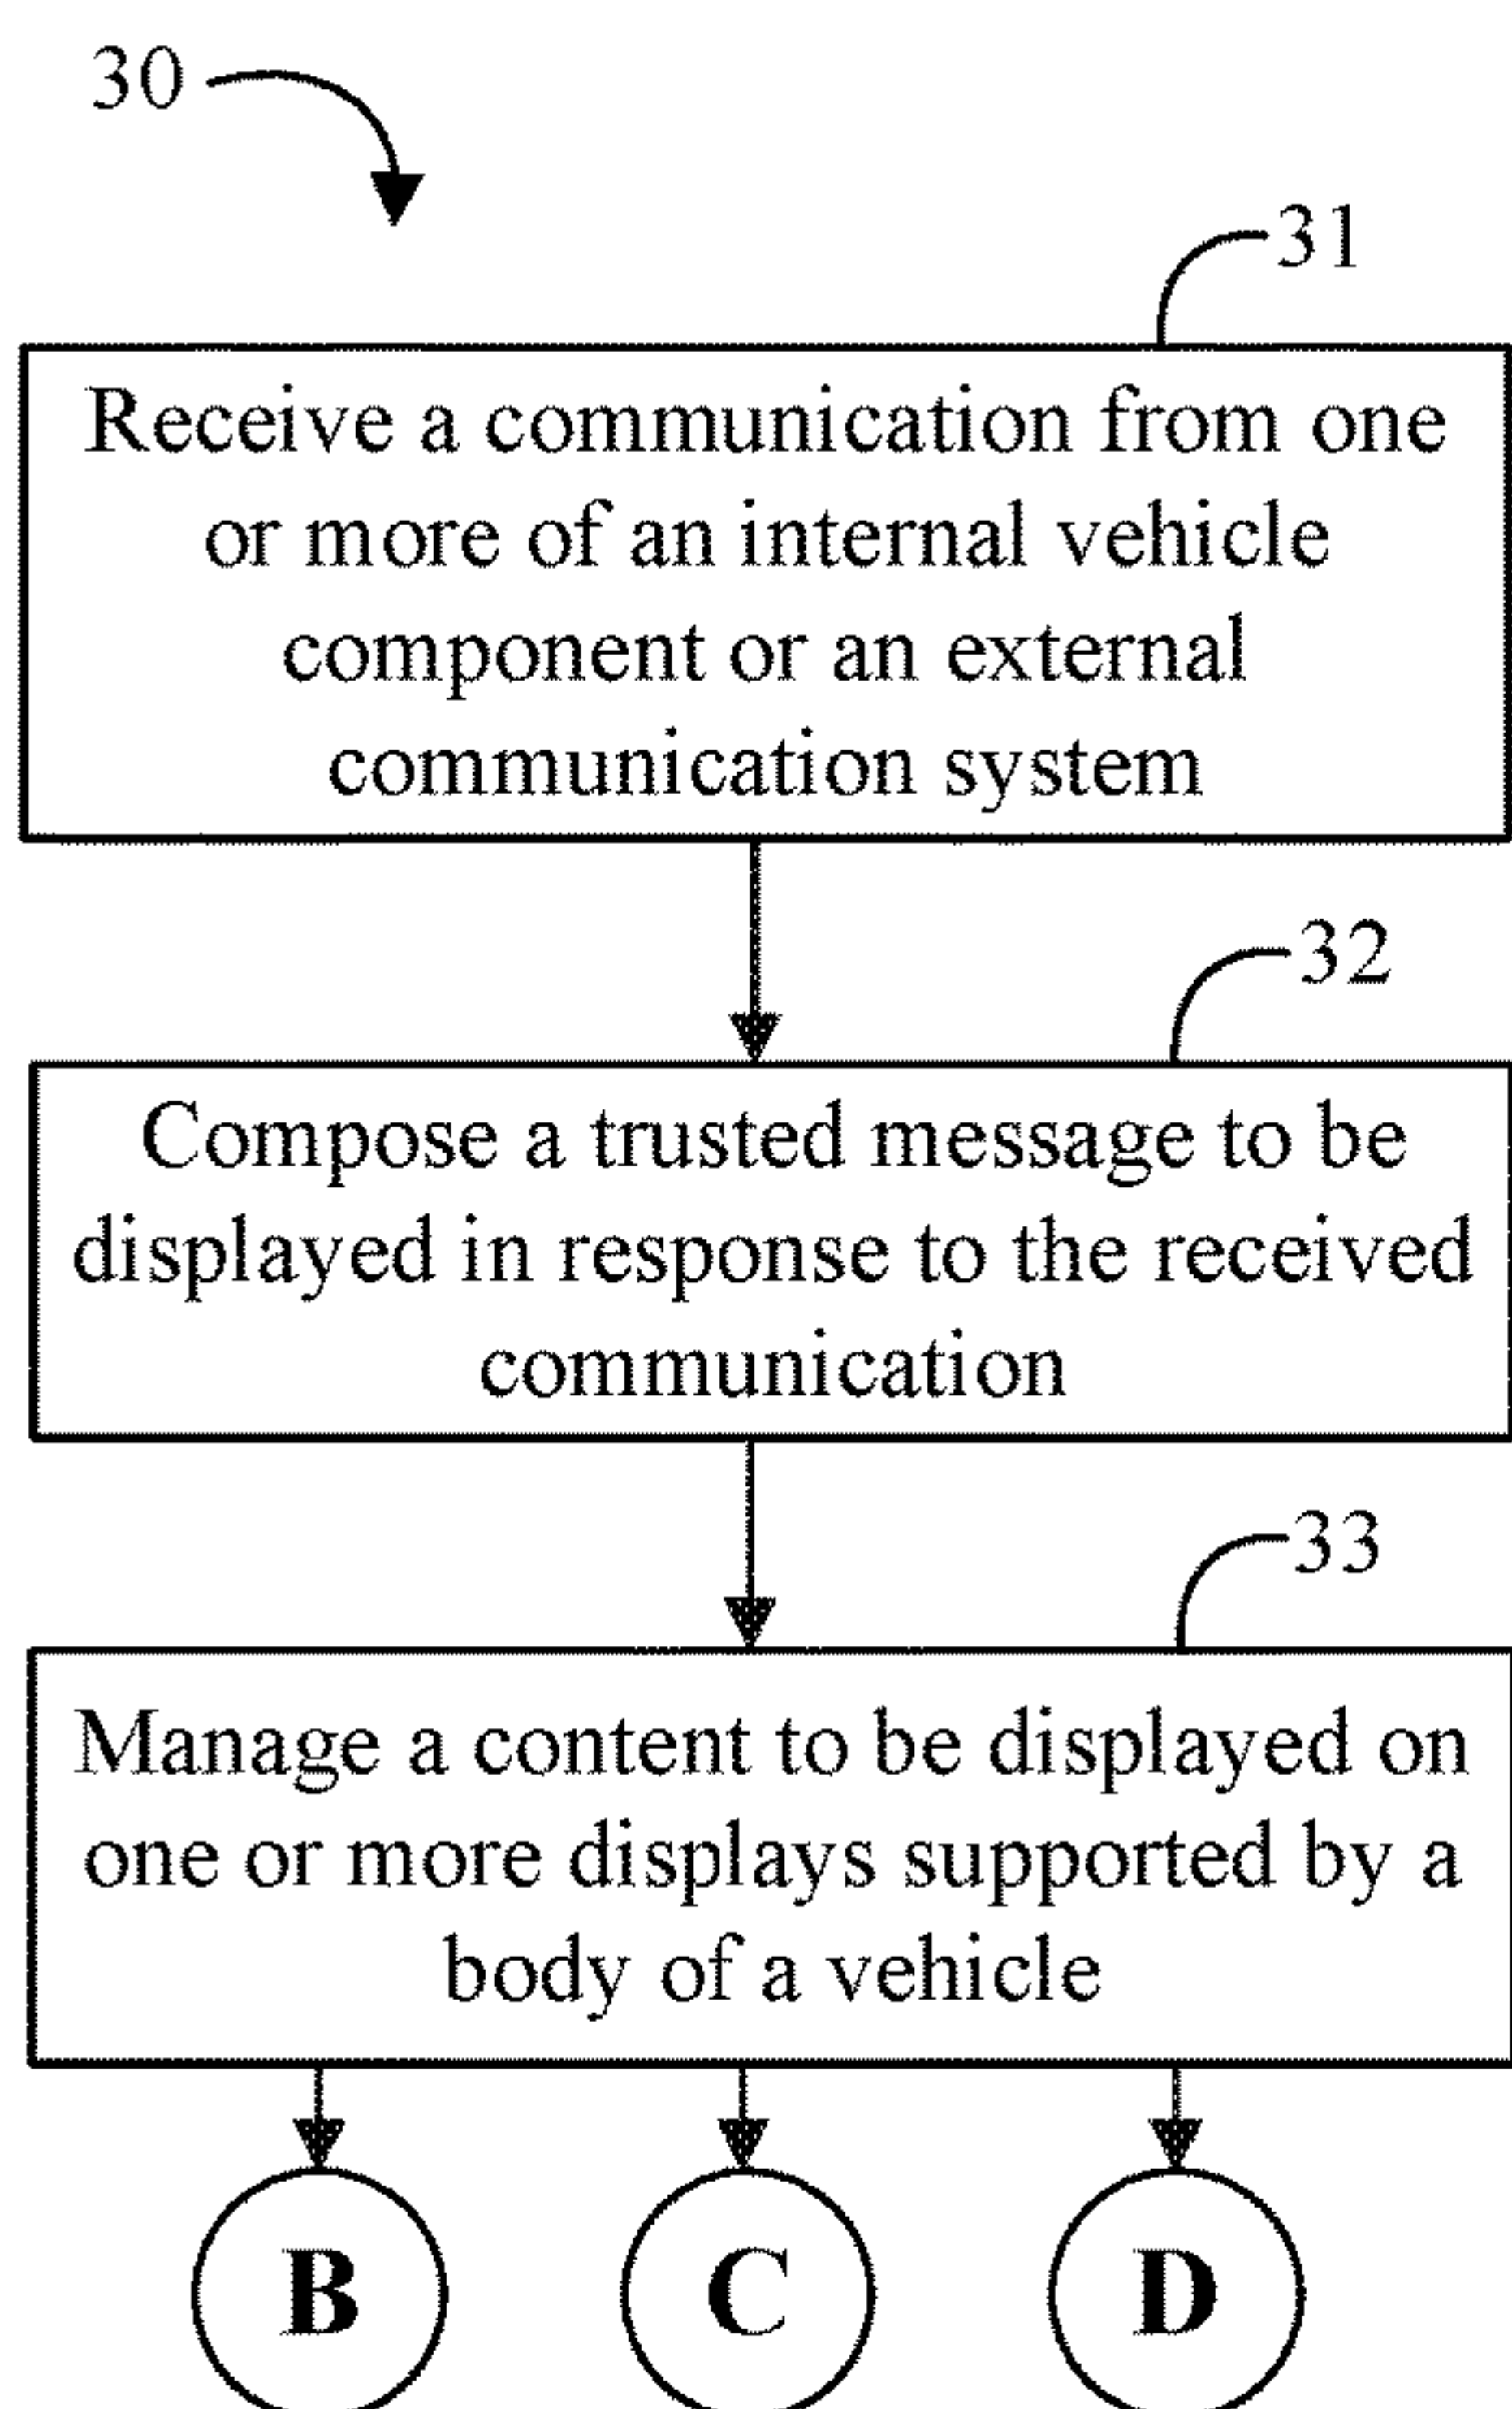 30
31
Receive a communication from one
or more of an internal vehicle
component or an external
communication system
32
Compose a trusted message to be
displayed in response to the received
communication
33
Manage a content to be displayed on
one or more displays supported by a
body of a vehicle
B C D